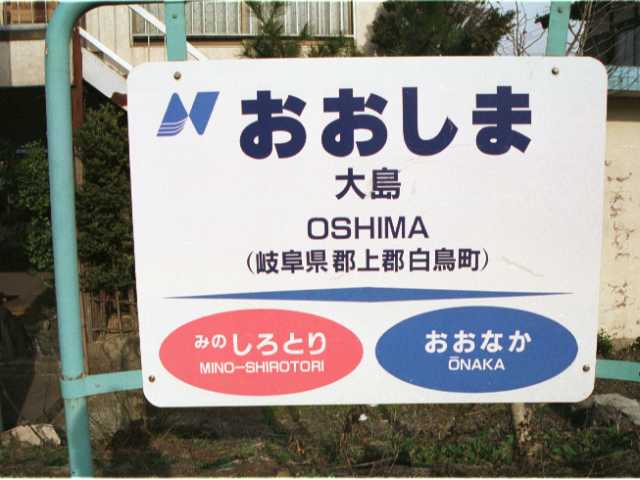 おおしま
大島
OSHIMA
(岐阜県郡上郡白鳥町)
みのしろとり
MINO-SHIROTORI
おおなか
ŌNAKA